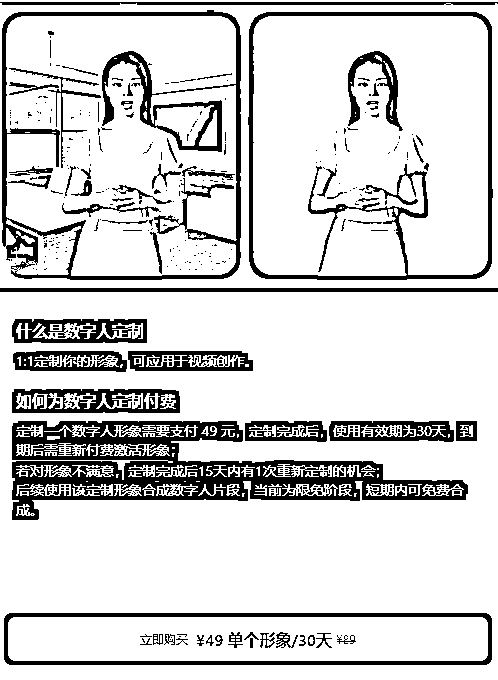 什么是数字人定制
1:1定制你的形象，可应用于视频创作。
如何为数字人定制付费
定制一个数字人形象需要支付 49 元，定制完成后，使用有效期为30天，到
期后需重新付费激活形象；
若对形象不满意，定制完成后15天内有1次重新定制的机会；
后续使用该定制形象合成数字人片段，当前为限免阶段，短期内可免费合
成。
立即购买 ¥49 单个形象/30天 ¥89